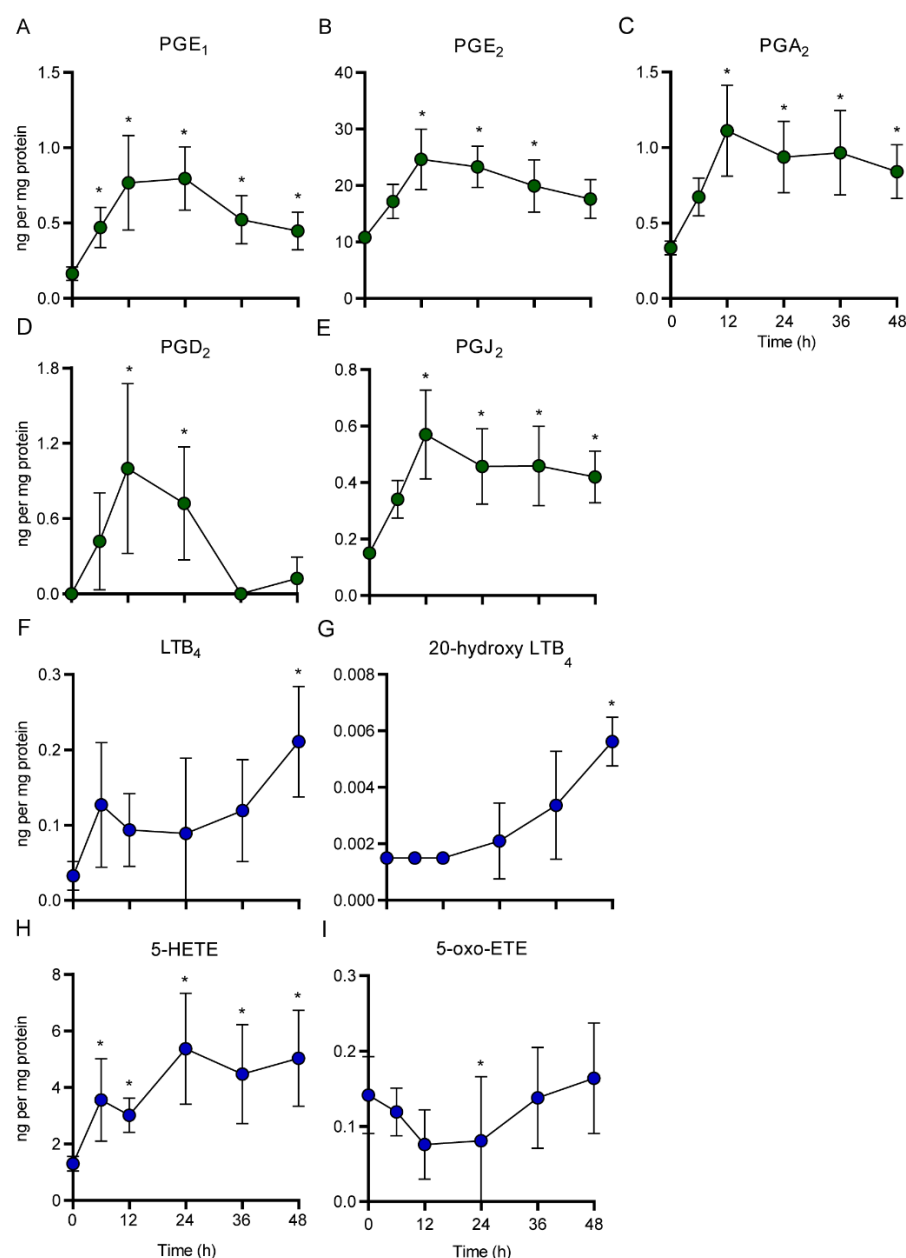 A
PGE₁
ng per mg protein
1.5
1.0
0.5
0.0
*
*
*
*
*
B
PGE₂
40
30
20
10
0
*
*
*
C
PGA₂
1.5
1.0
0.5
0.0
*
*
*
*
0 12 24 36 48
Time (h)
D
PGD₂
ng per mg protein
1.8
1.2
0.6
0.0
*
*
E
PGJ₂
0.8
0.6
0.4
0.2
0.0
*
*
*
*
F
LTB₄
ng per mg protein
0.3
0.2
0.1
0.0
*
G
20-hydroxy LTB₄
0.008
0.006
0.004
0.002
0.000
*
H
5-HETE
ng per mg protein
8
6
4
2
0
*
*
*
*
*
0 12 24 36 48
Time (h)
I
5-oxo-ETE
0.3
0.2
0.1
0.0
*
0 12 24 36 48
Time (h)